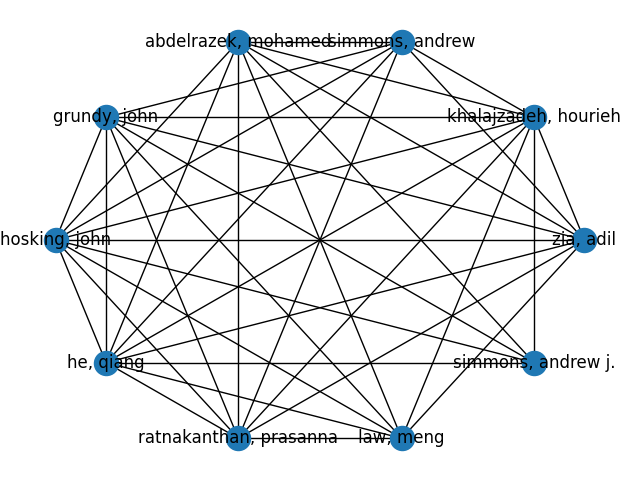 abdelrazek, mohamed
simmons, andrew
grundy, john
khalajzadeh, hourieh
hosking, john
zia, adil
he, qiang
simmons, andrew j.
ratnakanthan, prasanna
law, meng